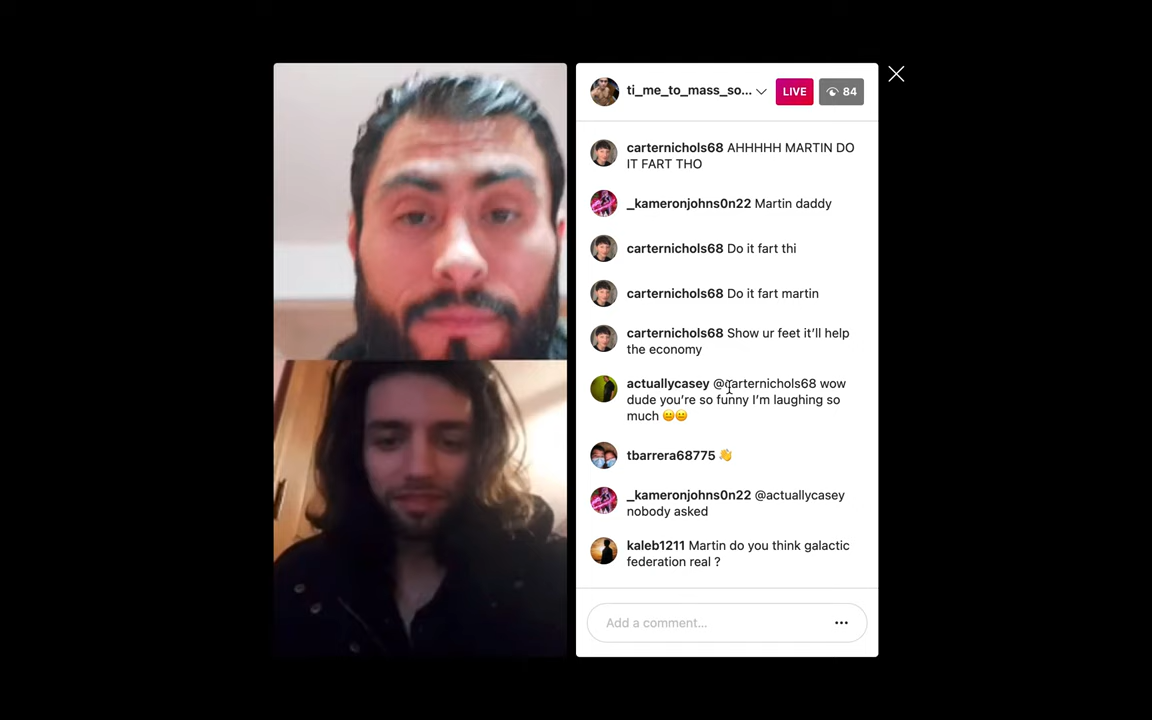 ti_me_to_mass_so...
LIVE
84
carternichols68 AHHHHH MARTIN DO
IT FART THO
_kameronjohns0n22 Martin daddy
carternichols68 Do it fart thi
carternichols68 Do it fart martin
carternichols68 Show ur feet it’ll help
the economy
actuallycasey @carternichols68 wow
dude you’re so funny I’m laughing so
much 😐😐
tbarrera68775 👋
_kameronjohns0n22 @actuallycasey
nobody asked
kaleb1211 Martin do you think galactic
federation real ?
Add a comment...